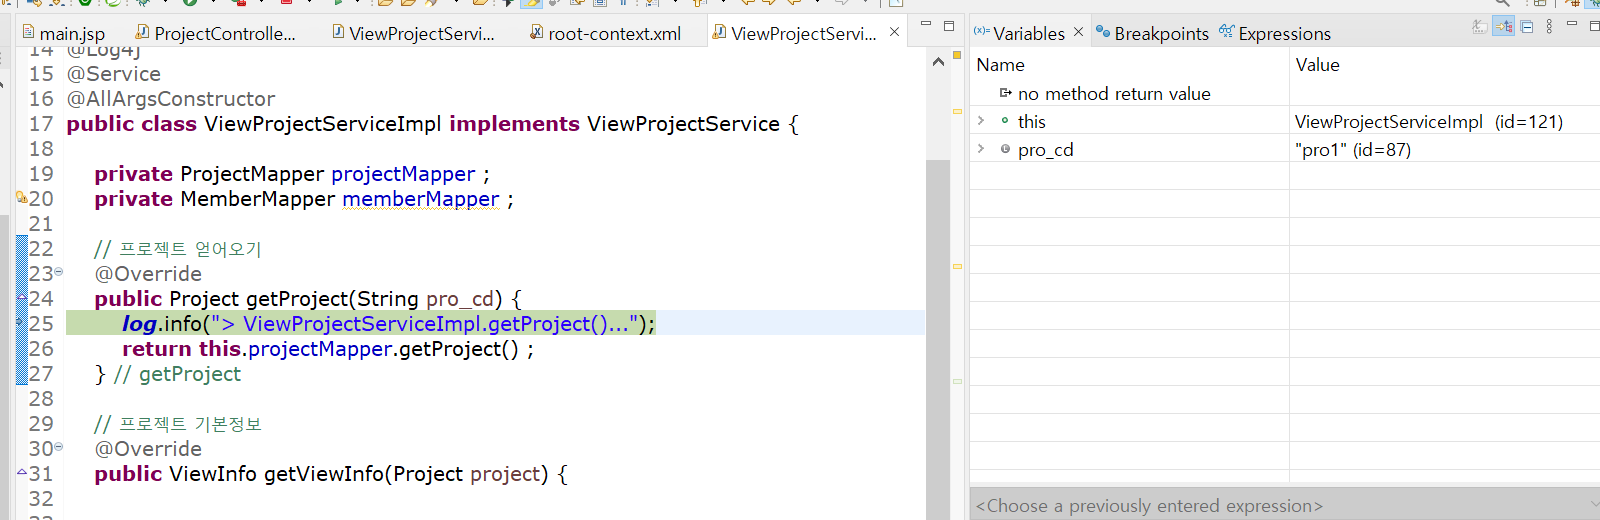 main.jsp
ProjectControlle...
ViewProjectServi...
root-context.xml
ViewProjectServi...
14 @Log4j
15 @Service
16 @AllArgsConstructor
17 public class ViewProjectServiceImpl implements ViewProjectService {
18
19 private ProjectMapper projectMapper ;
20 private MemberMapper memberMapper ;
21
22 // 프로젝트 얻어오기
23 @Override
24 public Project getProject(String pro_cd) {
25 log.info("> ViewProjectServiceImpl.getProject()...");
26 return this.projectMapper.getProject() ;
27 } // getProject
28
29 // 프로젝트 기본정보
30 @Override
31 public ViewInfo getViewInfo(Project project) {
32
(x)= Variables
Breakpoints
Expressions
Name Value
no method return value
this ViewProjectServiceImpl (id=121)
pro_cd "pro1" (id=87)
<Choose a previously entered expression>